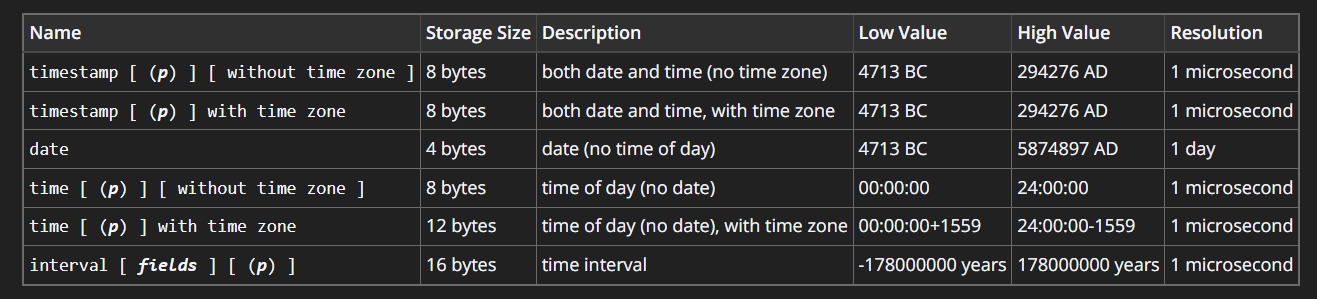 Name Storage Size Description Low Value High Value Resolution
timestamp [ (p) ] [ without time zone ] 8 bytes both date and time (no time zone) 4713 BC 294276 AD 1 microsecond
timestamp [ (p) ] with time zone 8 bytes both date and time, with time zone 4713 BC 294276 AD 1 microsecond
date 4 bytes date (no time of day) 4713 BC 5874897 AD 1 day
time [ (p) ] [ without time zone ] 8 bytes time of day (no date) 00:00:00 24:00:00 1 microsecond
time [ (p) ] with time zone 12 bytes time of day (no date), with time zone 00:00:00+1559 24:00:00-1559 1 microsecond
interval [ fields ] [ (p) ] 16 bytes time interval -178000000 years 178000000 years 1 microsecond